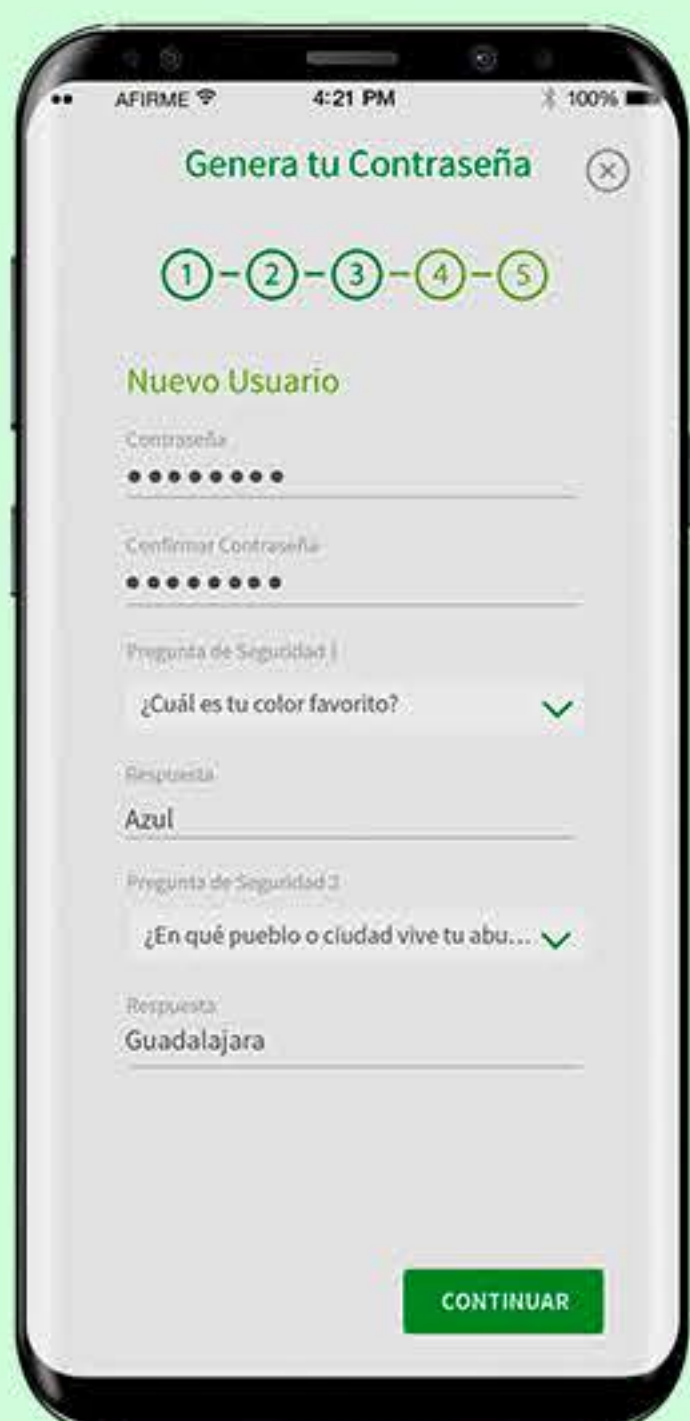 AFIRME 4:21 PM 100%
Genera tu Contraseña
1 2 3 4 5
Nuevo Usuario
Contraseña
Confirmar Contraseña
Pregunta de Seguridad 1
¿Cuál es tu color favorito?
Respuesta
Azul
Pregunta de Seguridad 2
¿En qué pueblo o ciudad vive tu abu...
Respuesta
Guadalajara
CONTINUAR